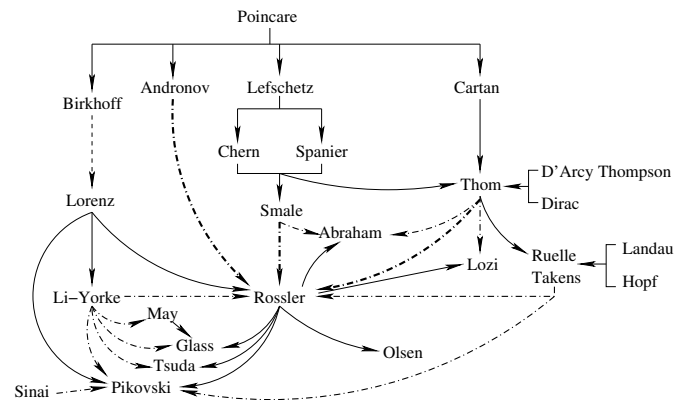 Poincare
Birkhoff
Andronov
Lefschetz
Cartan
Chern
Spanier
D'Arcy Thompson
Thom
Dirac
Lorenz
Smale
Abraham
Lozi
Ruelle
Takens
Landau
Hopf
Li-Yorke
Rossler
May
Glass
Olsen
Tsuda
Sinai
Pikovski